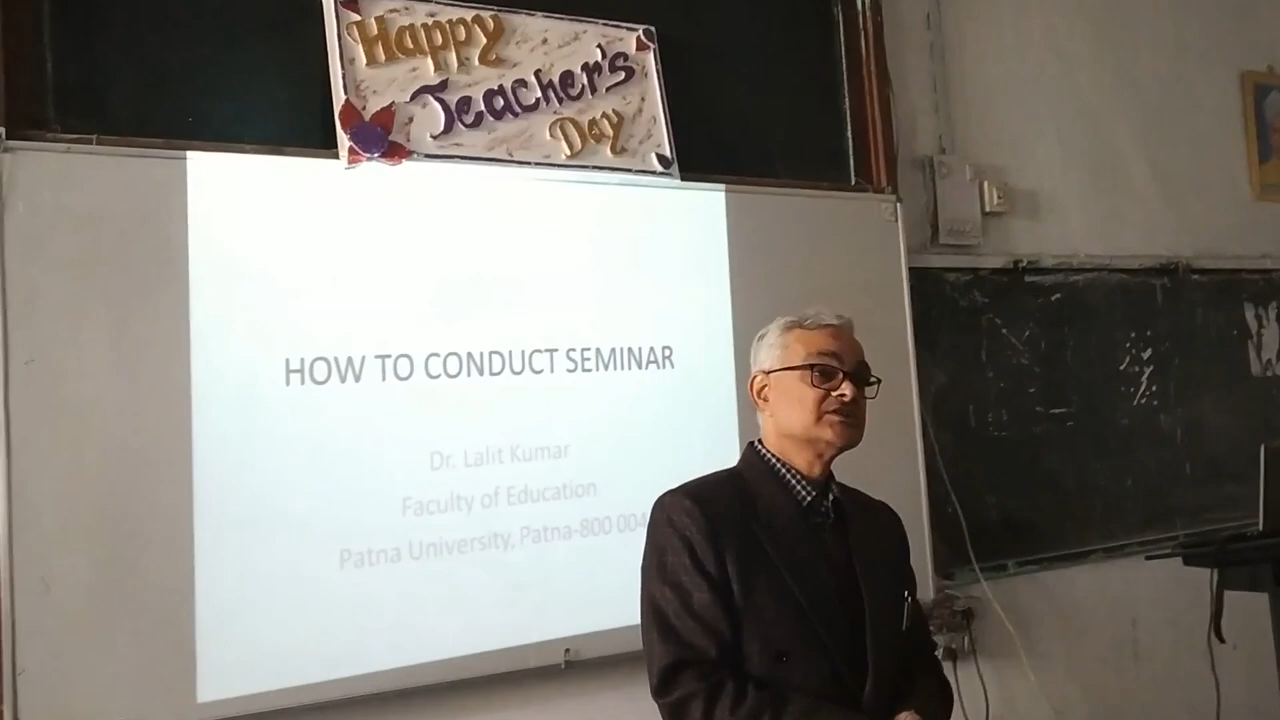 Happy
Teacher's
Day
HOW TO CONDUCT SEMINAR
Dr. Lalit Kumar
Faculty of Education
Patna University, Patna-800 004